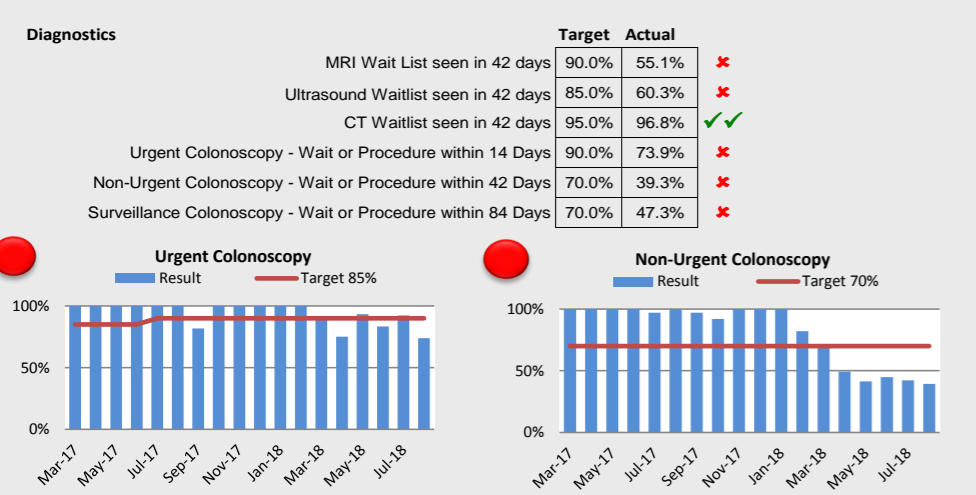 Diagnostics Target Actual
MRI Wait List seen in 42 days 90.0% 55.1%
Ultrasound Waitlist seen in 42 days 85.0% 60.3%
CT Waitlist seen in 42 days 95.0% 96.8%
Urgent Colonoscopy - Wait or Procedure within 14 Days 90.0% 73.9%
Non-Urgent Colonoscopy - Wait or Procedure within 42 Days 70.0% 39.3%
Surveillance Colonoscopy - Wait or Procedure within 84 Days 70.0% 47.3%
Urgent Colonoscopy
Result Target 85%
100%
50%
0%
Mar-17 May-17 Jul-17 Sep-17 Nov-17 Jan-18 Mar-18 May-18 Jul-18
Non-Urgent Colonoscopy
Result Target 70%
100%
50%
0%
Mar-17 May-17 Jul-17 Sep-17 Nov-17 Jan-18 Mar-18 May-18 Jul-18